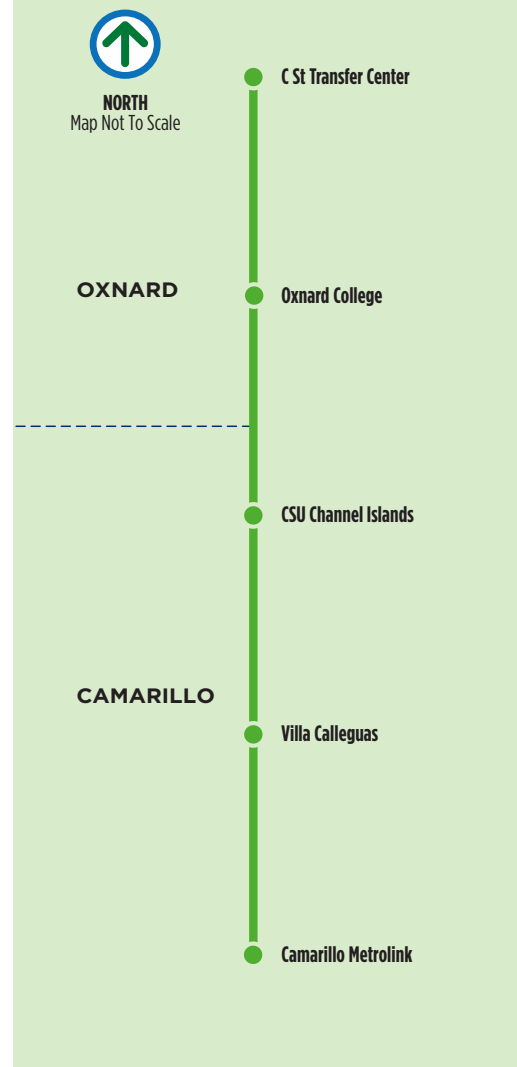 NORTH
Map Not To Scale
C St Transfer Center
OXNARD
Oxnard College
CSU Channel Islands
CAMARILLO
Villa Calleguas
Camarillo Metrolink